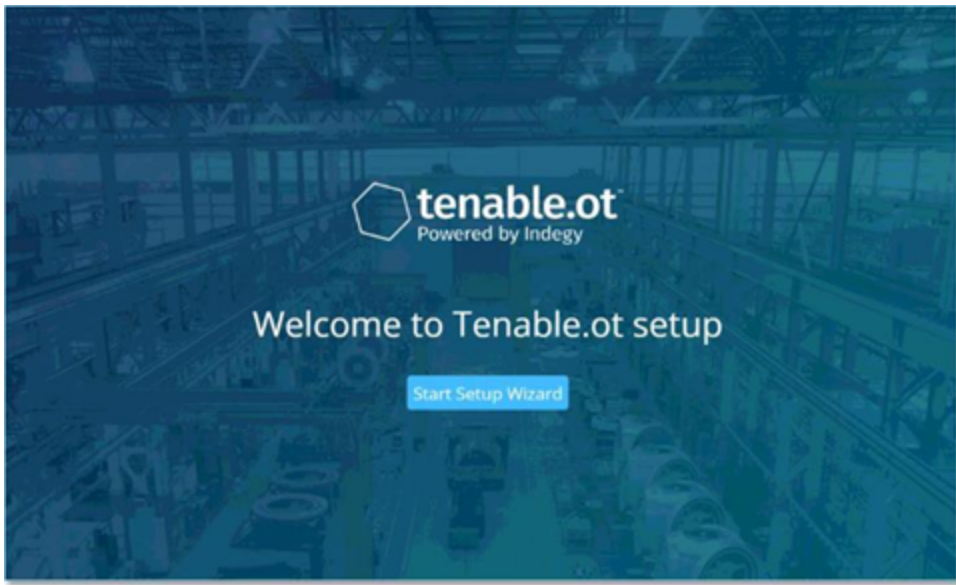 tenable.ot™
Powered by Indegy
Welcome to Tenable.ot setup
Start Setup Wizard